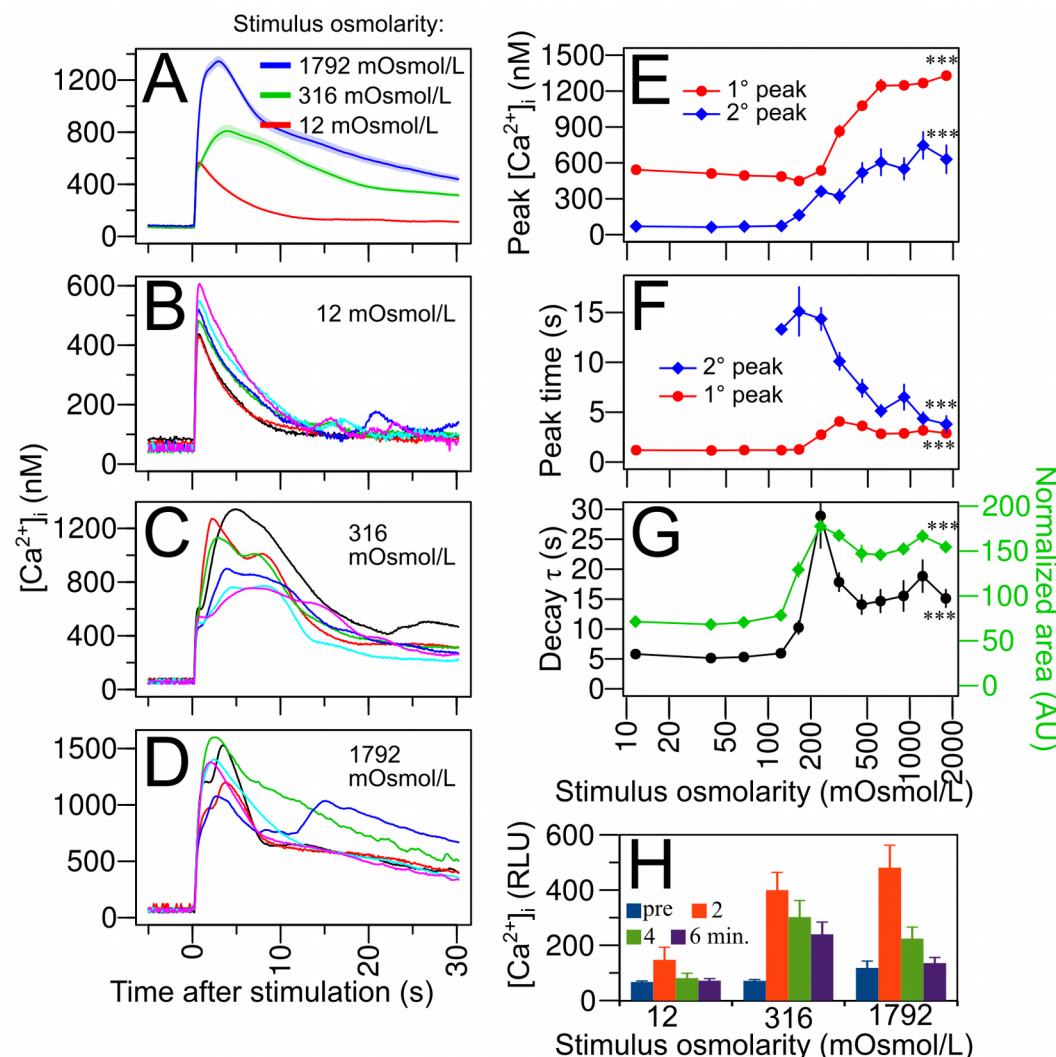 Stimulus osmolarity:
A
1792 mOsmol/L
316 mOsmol/L
12 mOsmol/L
1200
800
400
0
B
12 mOsmol/L
600
400
200
0
[Ca²⁺]ᵢ (nM)
C
316
mOsmol/L
1200
800
400
0
D
1792
mOsmol/L
1500
1000
500
0
0
10
20
30
Time after stimulation (s)
E
Peak [Ca²⁺]ᵢ (nM)
1500
1200
900
600
300
0
1° peak
2° peak
***
***
F
Peak time (s)
15
10
5
0
2° peak
1° peak
***
***
G
Decay τ (s)
30
25
20
15
10
5
0
***
***
200
150
100
50
0
Normalized area (AU)
10
20
50
100
200
500
1000
2000
Stimulus osmolarity (mOsmol/L)
H
[Ca²⁺]ᵢ (RLU)
600
400
200
0
pre 2
4 6 min.
12 316 1792
Stimulus osmolarity (mOsmol/L)